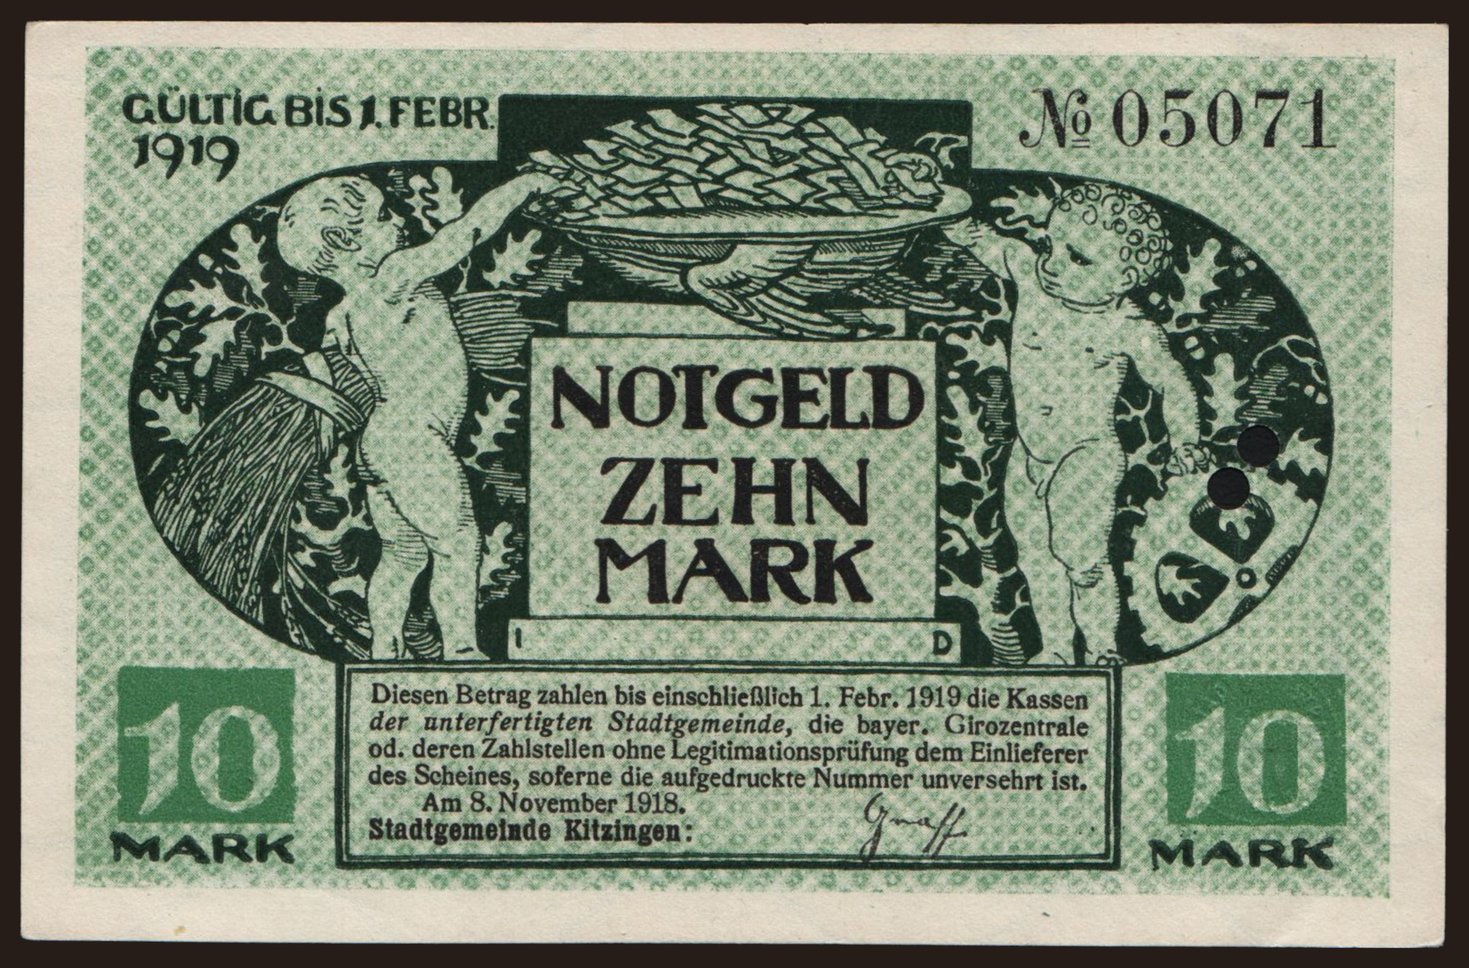 GÜLTIG BIS 1. FEBR.
1919
№ 05071
NOTGELD
ZEHN
MARK
I D
Diesen Betrag zahlen bis einschließlich 1. Febr. 1919 die Kassen
der unterfertigten Stadtgemeinde, die bayer. Girozentrale
od. deren Zahlstellen ohne Legitimationsprüfung dem Einlieferer
des Scheines, soferne die aufgedruckte Nummer unversehrt ist.
Am 8. November 1918.
Stadtgemeinde Kitzingen:
Graff
10
MARK
10
MARK